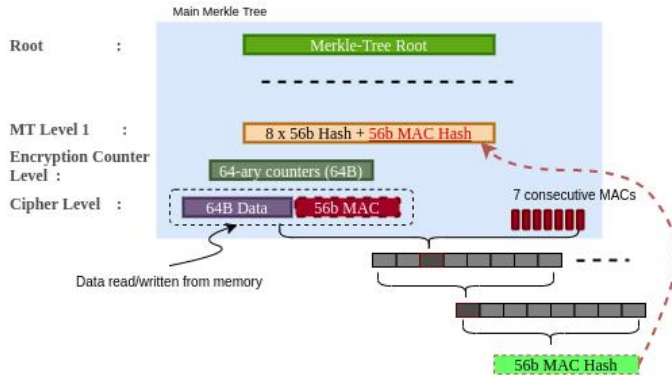 Main Merkle Tree
Root :
Merkle-Tree Root
MT Level 1 :
8 x 56b Hash + 56b MAC Hash
Encryption Counter
Level :
64-ary counters (64B)
Cipher Level :
64B Data
56b MAC
7 consecutive MACs
Data read/written from memory
56b MAC Hash